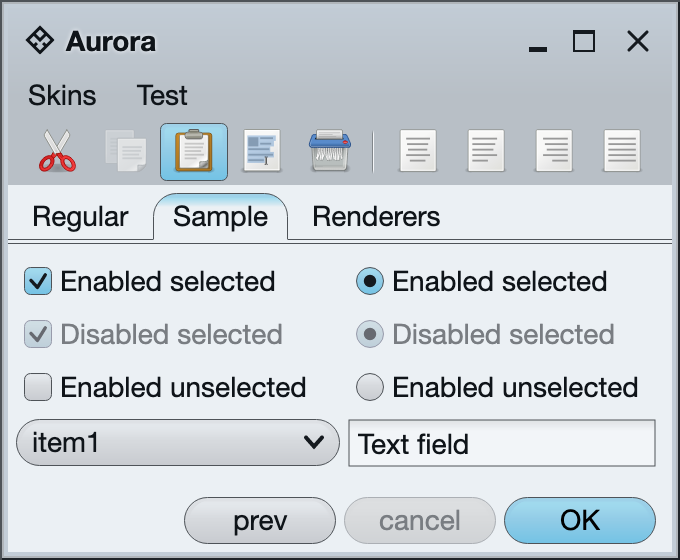 Aurora
Skins Test
Regular Sample Renderers
Enabled selected Enabled selected
Disabled selected Disabled selected
Enabled unselected Enabled unselected
item1 Text field
prev cancel OK